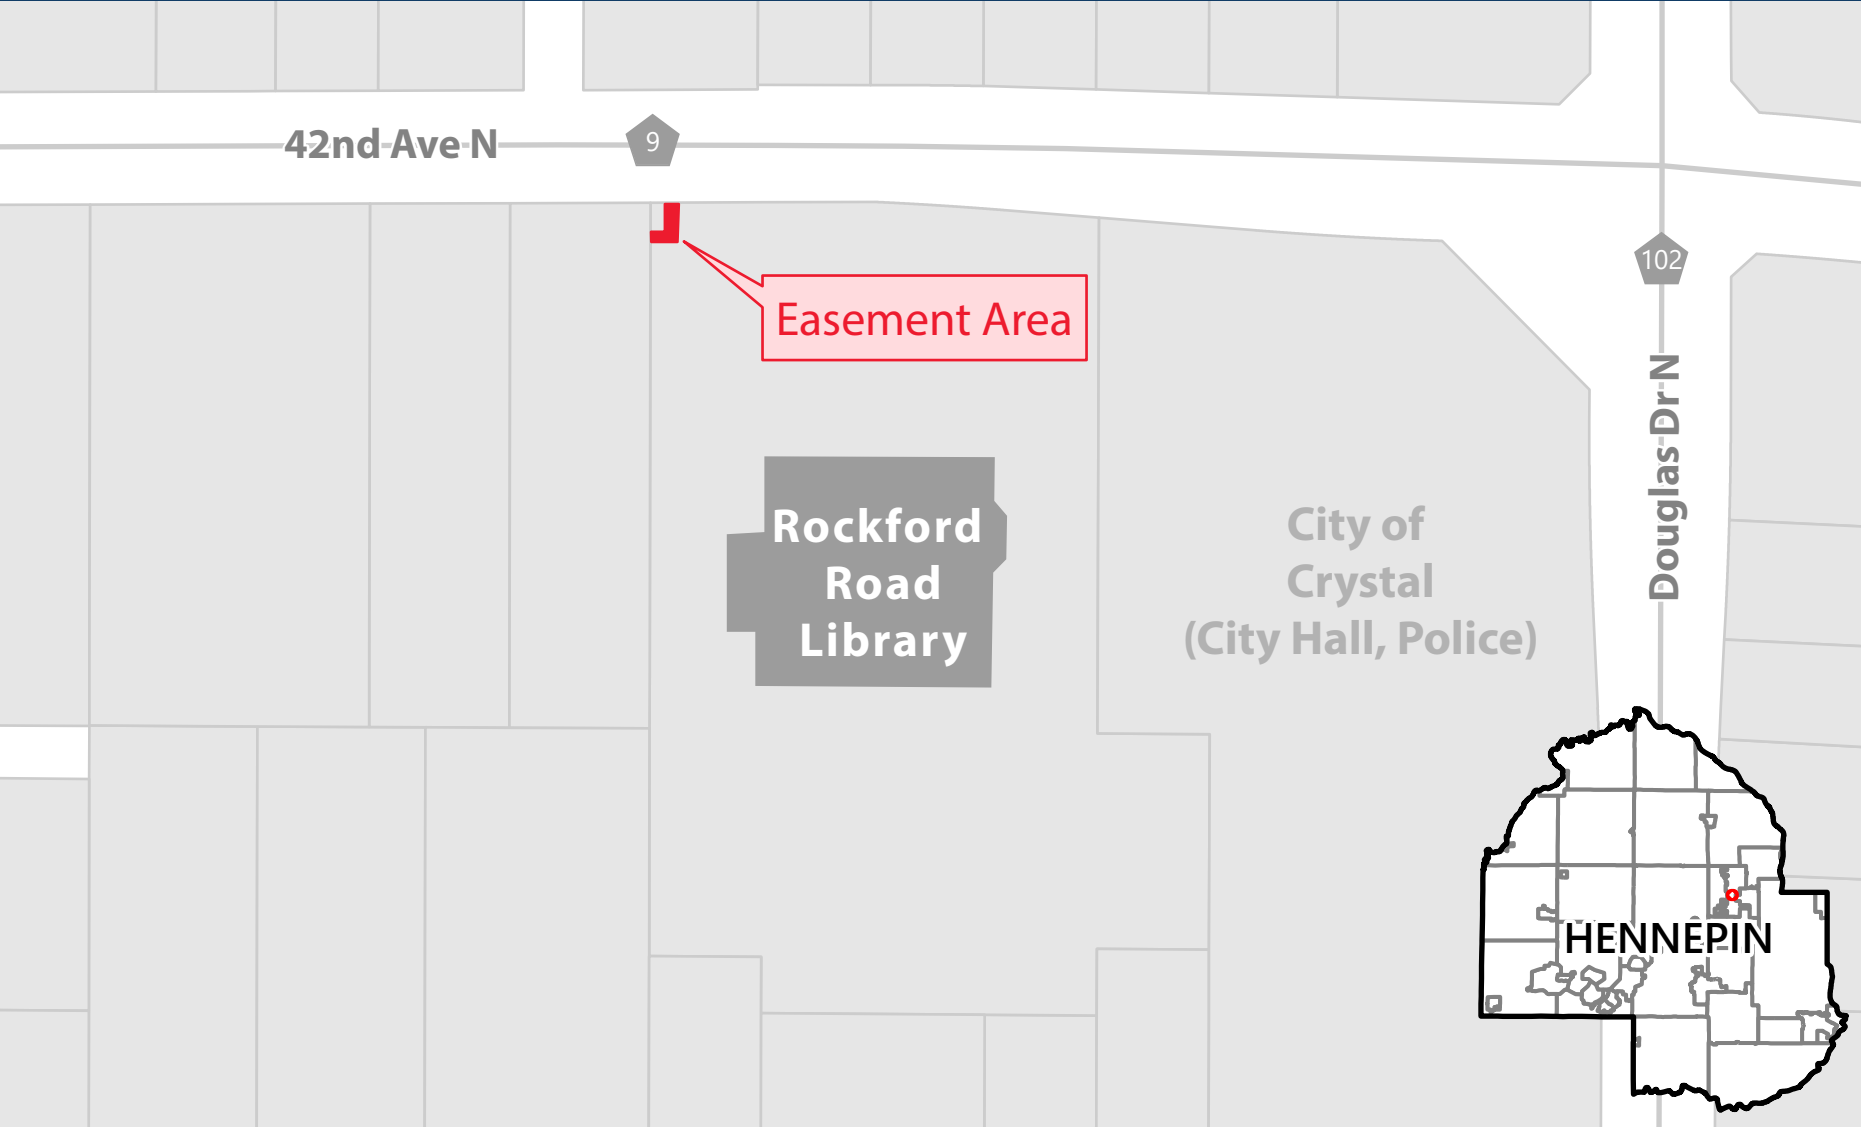 42nd Ave N
9
Easement Area
102
Douglas Dr N
Rockford
Road
Library
City of
Crystal
(City Hall, Police)
HENNEPIN